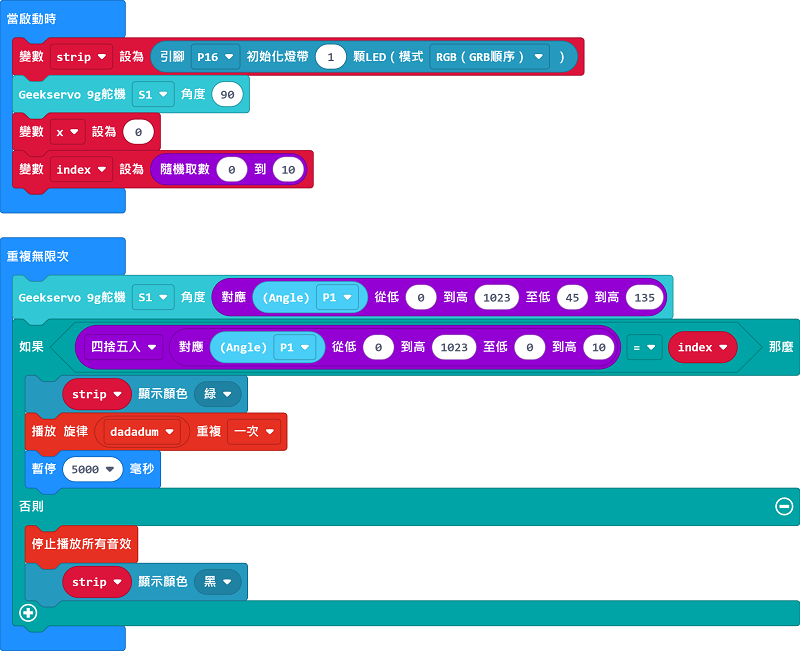 當啟動時
變數 strip 設為 引腳 P16 初始化燈帶 1 顆LED ( 模式 RGB ( GRB順序 ) )
Geekservo 9g舵機 S1 角度 90
變數 x 設為 0
變數 index 設為 隨機取數 0 到 10
重複無限次
Geekservo 9g舵機 S1 角度 對應 (Angle) P1 從低 0 到高 1023 至低 45 到高 135
如果 四捨五入 對應 (Angle) P1 從低 0 到高 1023 至低 0 到高 10 = index 那麼
strip 顯示顏色 綠
播放 旋律 dadadum 重複 一次
暫停 5000 毫秒
否則
停止播放所有音效
strip 顯示顏色 黑